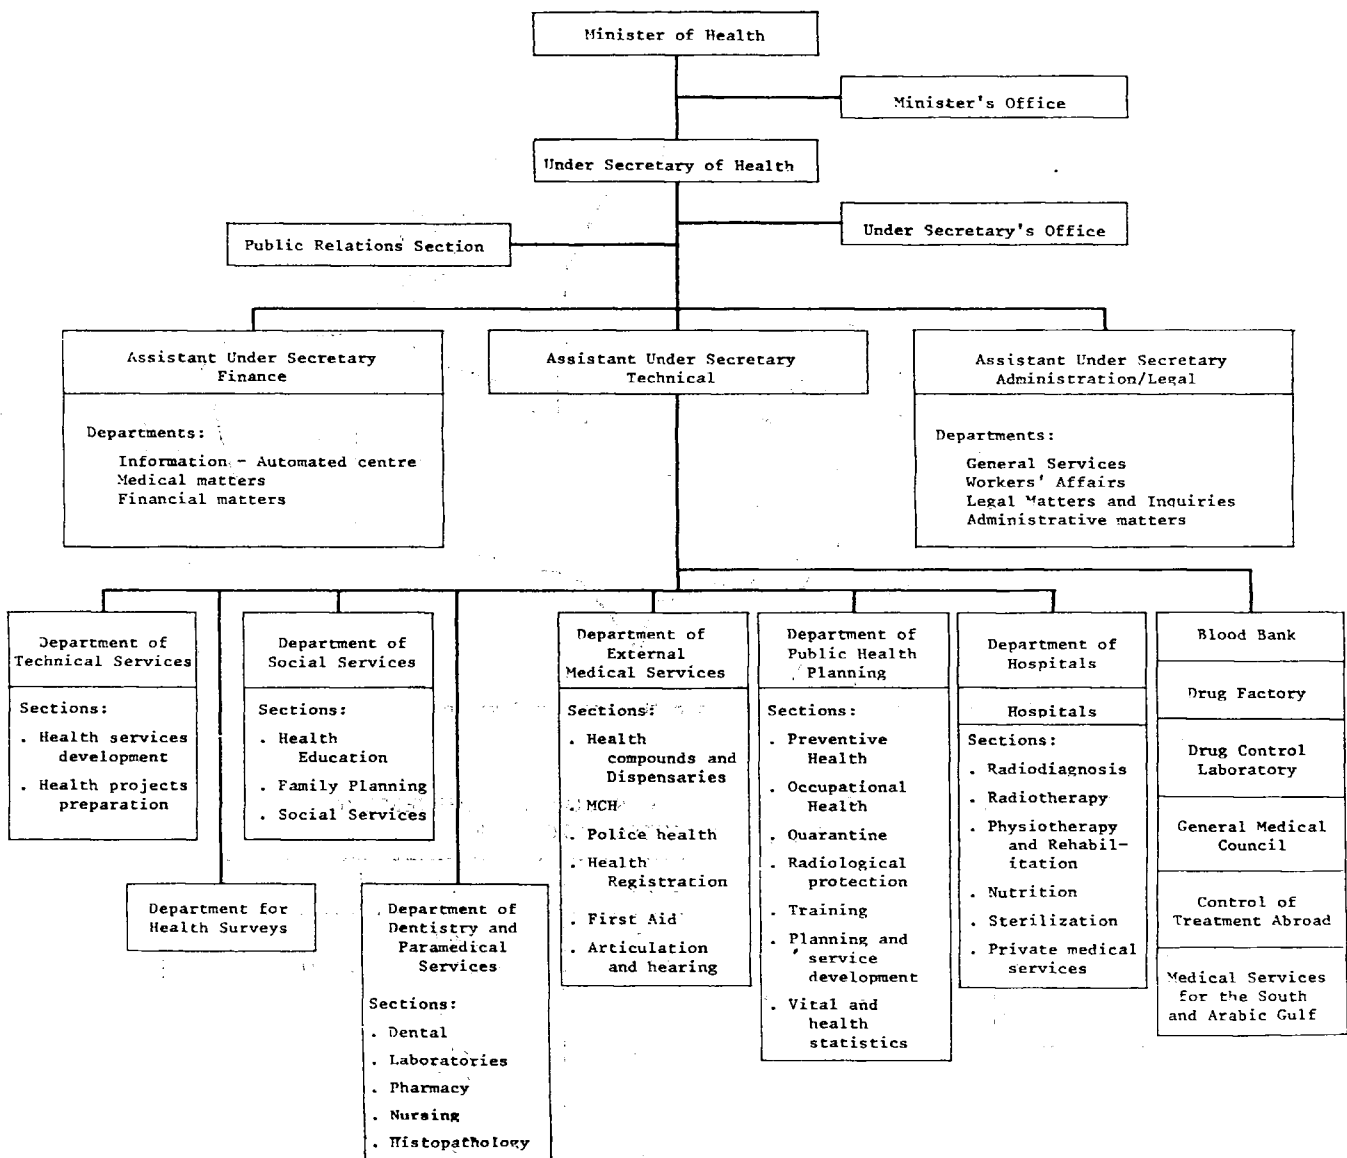 Minister of Health
Minister's Office
Under Secretary of Health
Under Secretary's Office
Public Relations Section
Assistant Under Secretary
Finance
Departments:
Information - Automated centre
Medical matters
Financial matters
Assistant Under Secretary
Technical
Assistant Under Secretary
Administration/Legal
Departments:
General Services
Workers' Affairs
Legal Matters and Inquiries
Administrative matters
Department of
Technical Services
Sections:
. Health services
development
. Health projects
preparation
Department for
Health Surveys
Department of
Social Services
Sections:
. Health
Education
. Family Planning
. Social Services
Department of
Dentistry and
Paramedical
Services
Sections:
. Dental
. Laboratories
. Pharmacy
. Nursing
. Histopathology
Department of
External
Medical Services
Sections:
. Health
compounds and
Dispensaries
. MCH
. Police health
. Health
Registration
. First Aid
. Articulation
and hearing
Department of
Public Health
Planning
Sections:
. Preventive
Health
. Occupational
Health
. Quarantine
. Radiological
protection
. Training
. Planning and
service
development
. Vital and
health
statistics
Department of
Hospitals
Hospitals
Sections:
. Radiodiagnosis
. Radiotherapy
. Physiotherapy
and Rehabil-
itation
. Nutrition
. Sterilization
. Private medical
services
Blood Bank
Drug Factory
Drug Control
Laboratory
General Medical
Council
Control of
Treatment Abroad
Medical Services
for the South
and Arabic Gulf